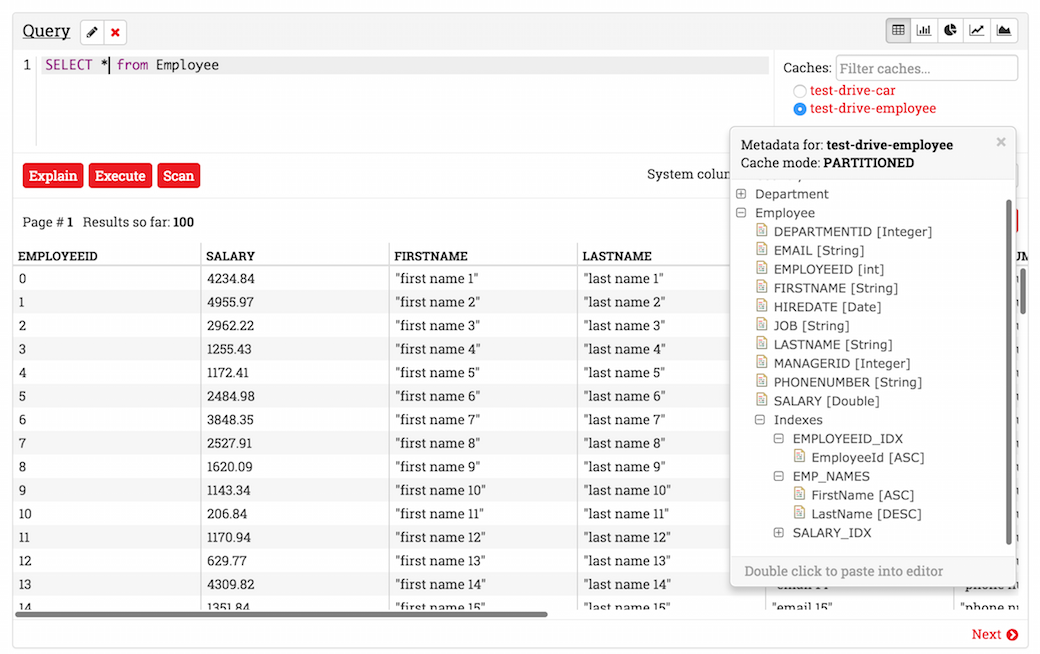 Query
1 SELECT * from Employee
Caches: Filter caches...
test-drive-car
test-drive-employee
Metadata for: test-drive-employee
Cache mode: PARTITIONED
Department
Employee
DEPARTMENTID [Integer]
EMAIL [String]
EMPLOYEEID [int]
FIRSTNAME [String]
HIREDATE [Date]
JOB [String]
LASTNAME [String]
MANAGERID [Integer]
PHONENUMBER [String]
SALARY [Double]
Indexes
EMPLOYEEID_IDX
EmployeeId [ASC]
EMP_NAMES
FirstName [ASC]
LastName [DESC]
SALARY_IDX
Double click to paste into editor
Explain Execute Scan System
Page # 1 Results so far: 100
EMPLOYEEID SALARY FIRSTNAME LASTNAME
0 4234.84 "first name 1" "last name 1"
1 4955.97 "first name 2" "last name 2"
2 2962.22 "first name 3" "last name 3"
3 1255.43 "first name 4" "last name 4"
4 1172.41 "first name 5" "last name 5"
5 2484.98 "first name 6" "last name 6"
6 3848.35 "first name 7" "last name 7"
7 2527.91 "first name 8" "last name 8"
8 1620.09 "first name 9" "last name 9"
9 1143.34 "first name 10" "last name 10"
10 206.84 "first name 11" "last name 11"
11 1170.94 "first name 12" "last name 12"
12 629.77 "first name 13" "last name 13"
13 4309.82 "first name 14" "last name 14" "email 14" "phone
14 1351.84 "first name 15" "last name 15" "email 15" "phone
Next